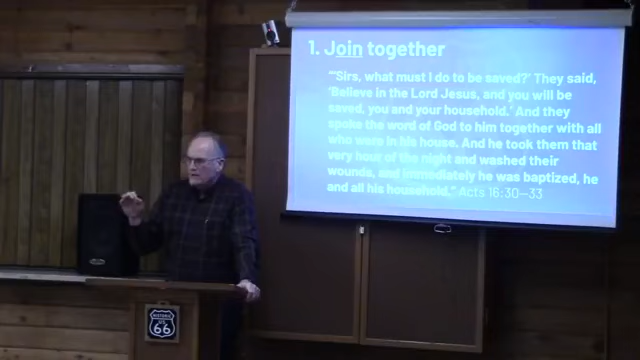 1. Join together
"'Sirs, what must I do to be saved?' They said,
'Believe in the Lord Jesus, and you will be
saved, you and your household.' And they
spoke the word of God to him together with all
who were in his house. And he took them that
very hour of the night and washed their
wounds, and immediately he was baptized, he
and all his household." Acts 16:30—33
HISTORIC
US
66